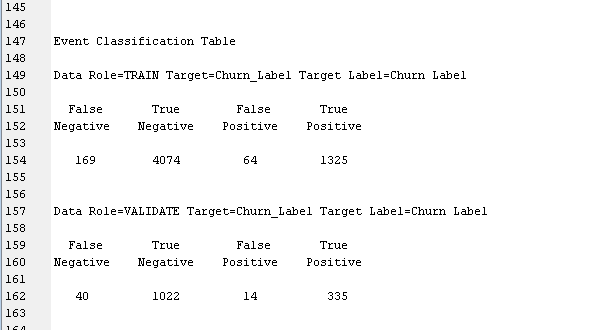 145
146
147 Event Classification Table
148
149 Data Role=TRAIN Target=Churn_Label Target Label=Churn Label
150
151 False True False True
152 Negative Negative Positive Positive
153
154 169 4074 64 1325
155
156
157 Data Role=VALIDATE Target=Churn_Label Target Label=Churn Label
158
159 False True False True
160 Negative Negative Positive Positive
161
162 40 1022 14 335
163